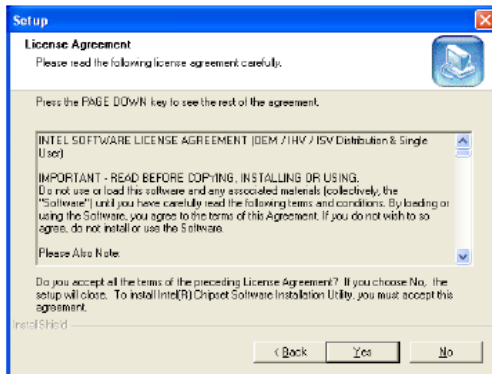 Setup
License Agreement
Please read the following license agreement carefully.
Press the PAGE DOWN key to see the rest of the agreement.
INTEL SOFTWARE LICENSE AGREEMENT (OEM / IHV / ISV Distribution & Single
User)
IMPORTANT - READ BEFORE COPYING, INSTALLING OR USING.
Do not use or load this software and any associated materials (collectively, the
"Software") until you have carefully read the following terms and conditions. By loading or
using the Software, you agree to the terms of this Agreement. If you do not wish to so
agree, do not install or use the Software.
Please Also Note:
Do you accept all the terms of the preceding License Agreement? If you choose No, the
setup will close. To install Intel(R) Chipset Software Installation Utility, you must accept this
agreement.
InstallShield
< Back Yes No